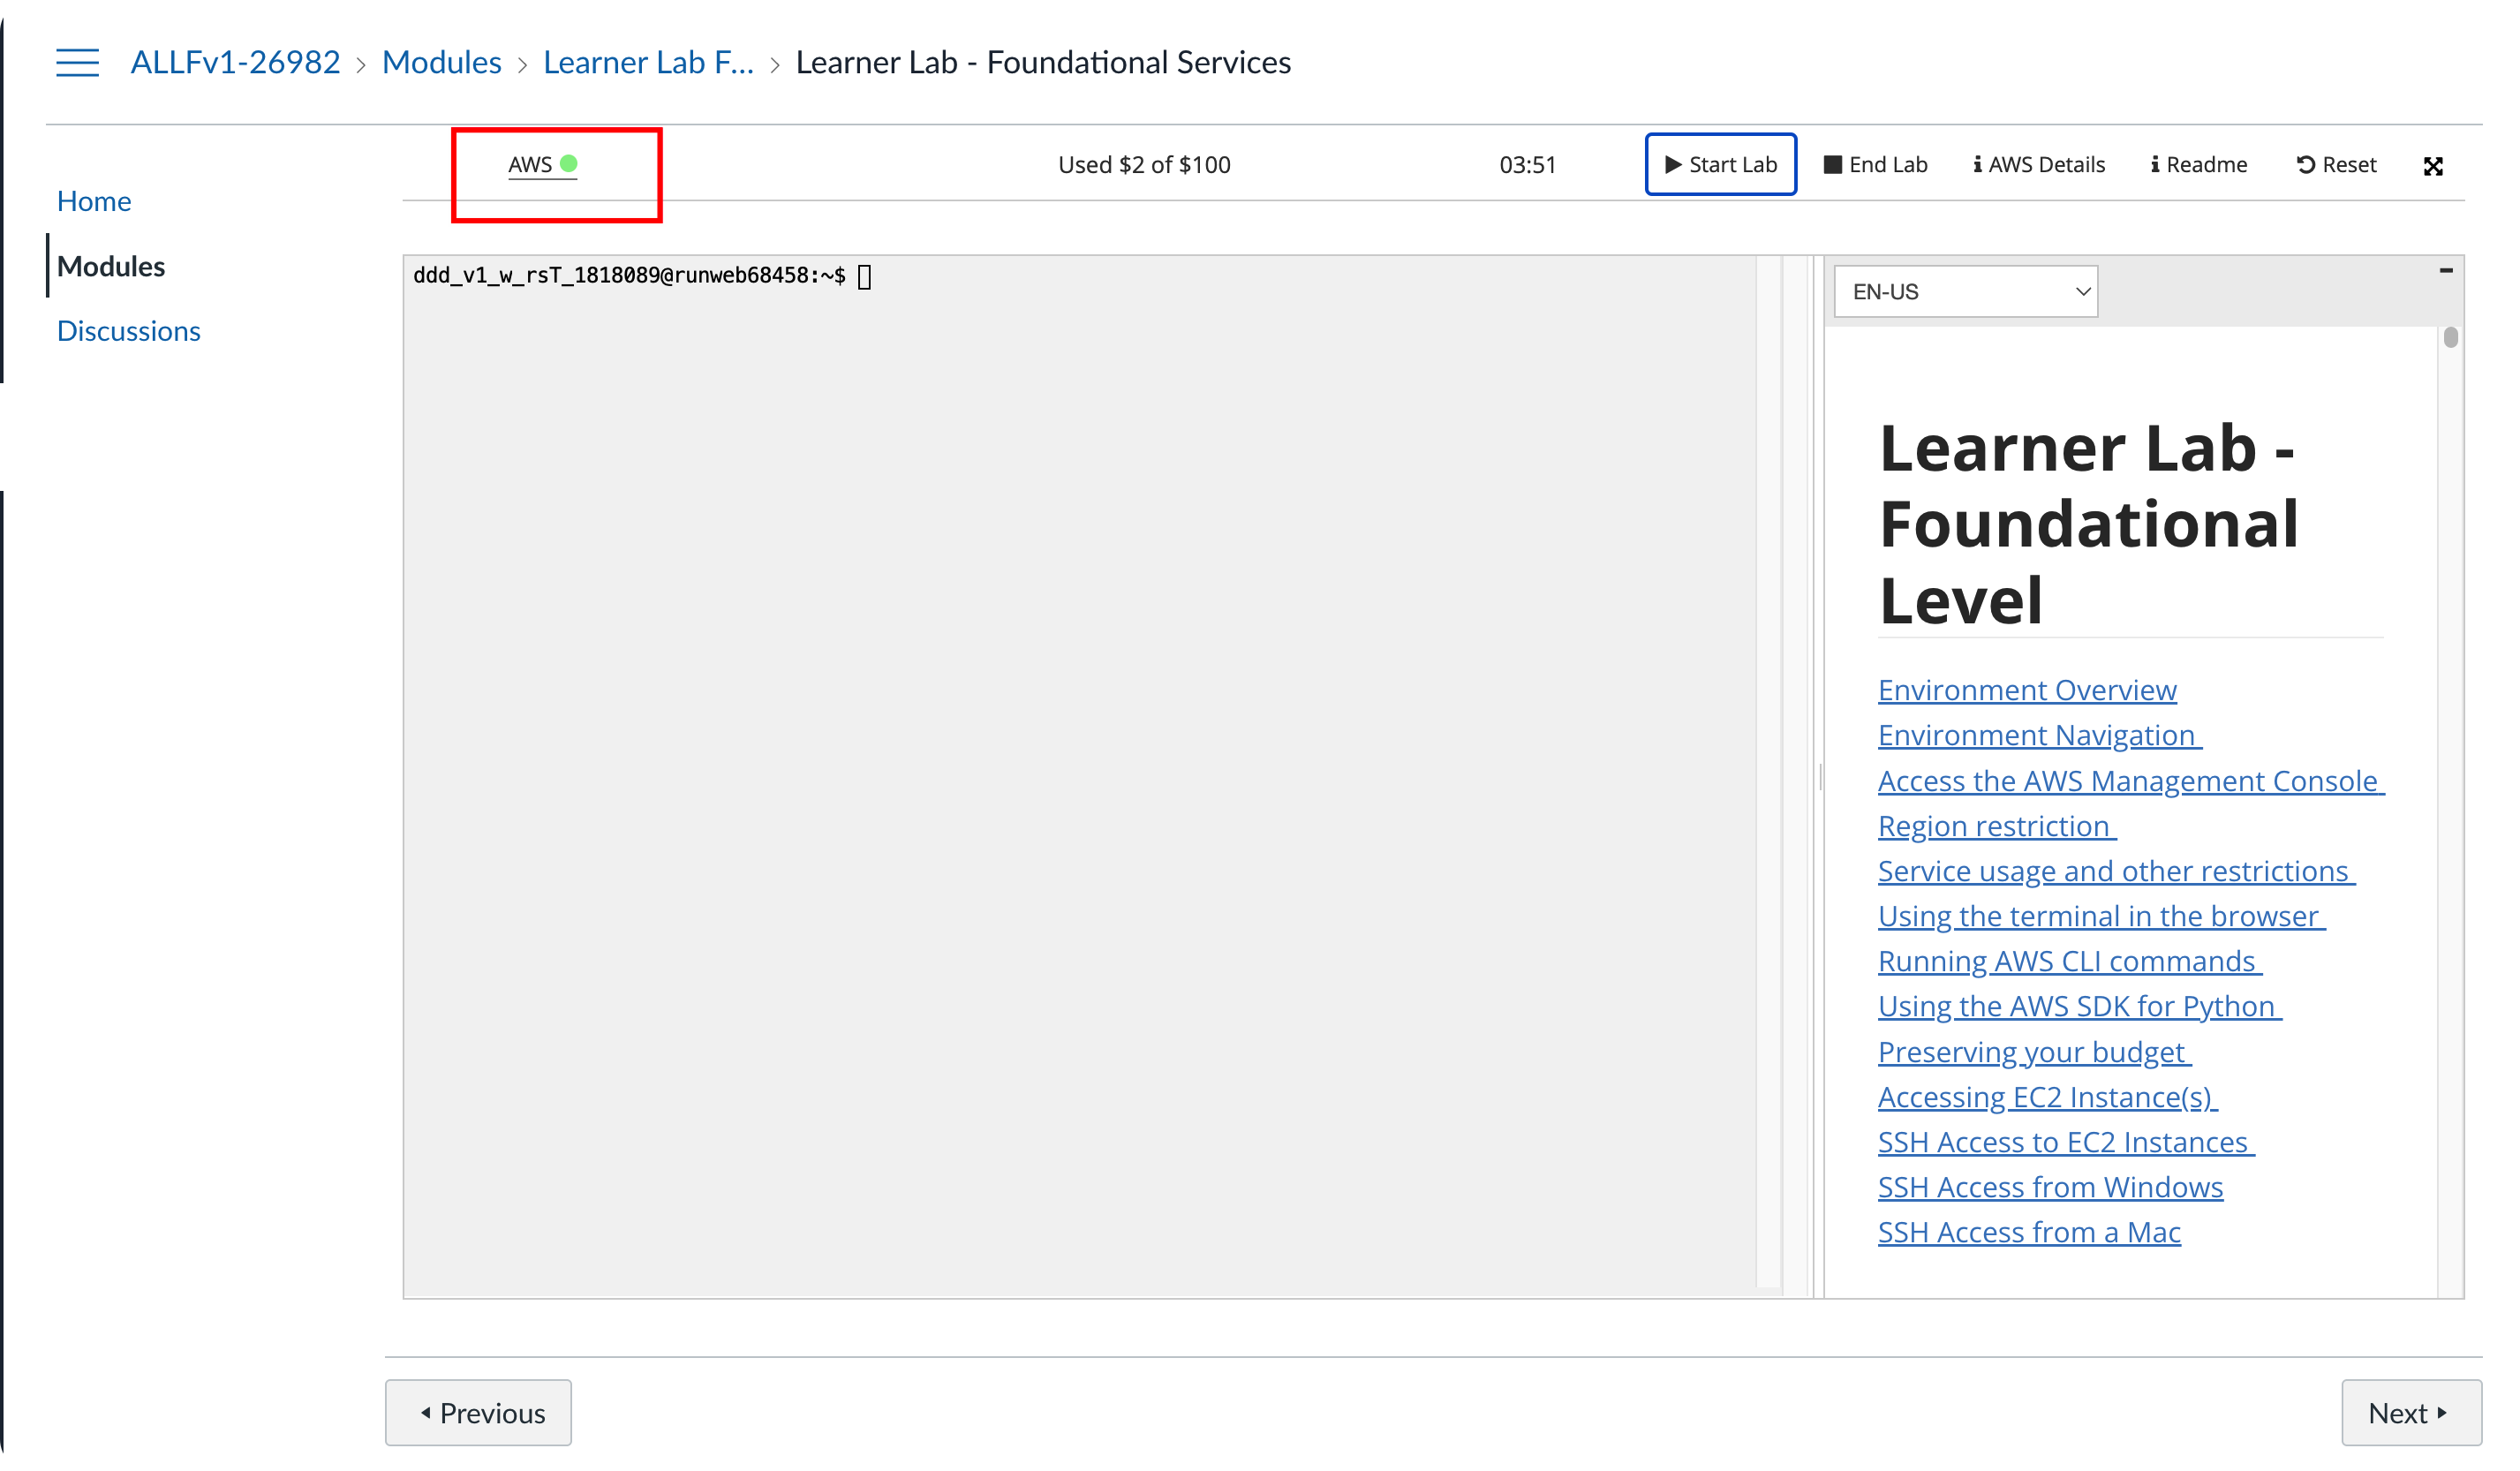 ALLFv1-26982 > Modules > Learner Lab F... > Learner Lab - Foundational Services
AWS Used $2 of $100 03:51 Start Lab End Lab AWS Details Readme Reset
Home
Modules
Discussions
ddd_v1_w_rsT_1818089@runweb68458:~$
EN-US
Learner Lab -
Foundational
Level
Environment Overview
Environment Navigation
Access the AWS Management Console
Region restriction
Service usage and other restrictions
Using the terminal in the browser
Running AWS CLI commands
Using the AWS SDK for Python
Preserving your budget
Accessing EC2 Instance(s)
SSH Access to EC2 Instances
SSH Access from Windows
SSH Access from a Mac
Previous
Next